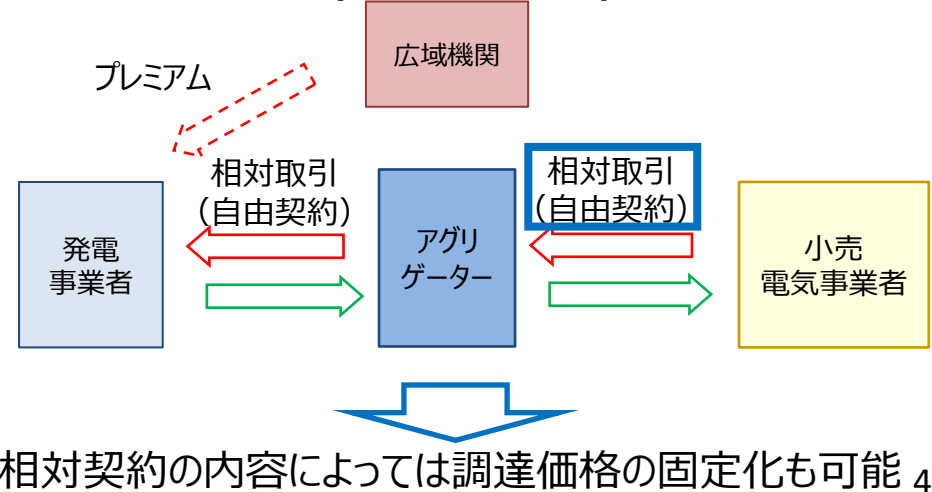 広域機関
プレミアム
相対取引
（自由契約）
相対取引
（自由契約）
発電
事業者
アグリ
ゲーター
小売
電気事業者
相対契約の内容によっては調達価格の固定化も可能
4